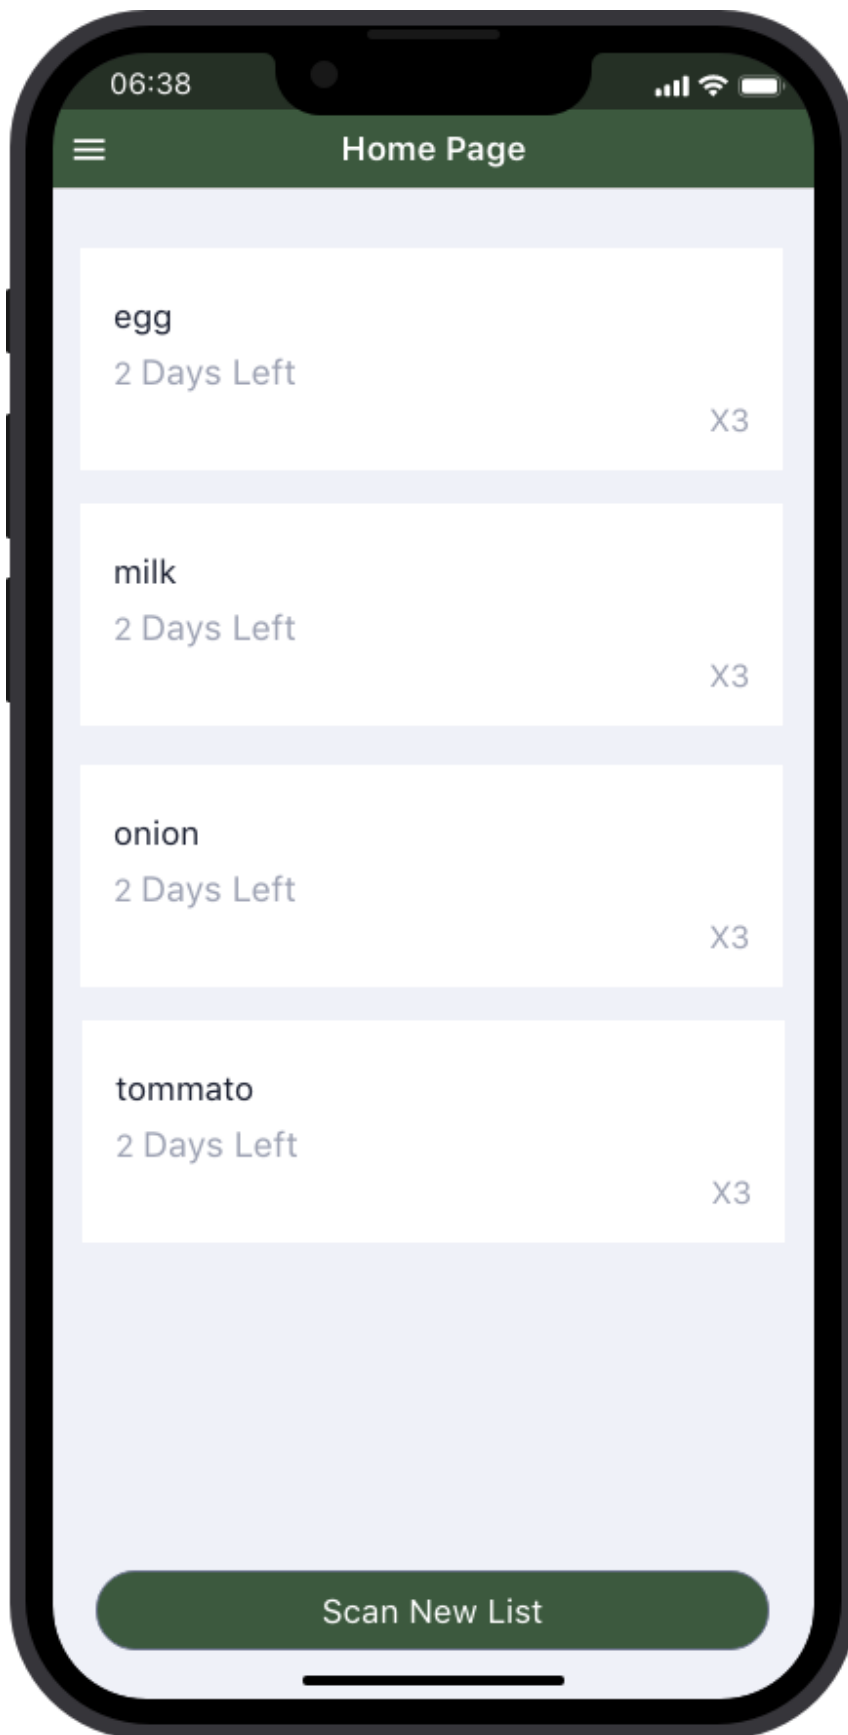 06:38
Home Page
egg
2 Days Left
X3
milk
2 Days Left
X3
onion
2 Days Left
X3
tommato
2 Days Left
X3
Scan New List